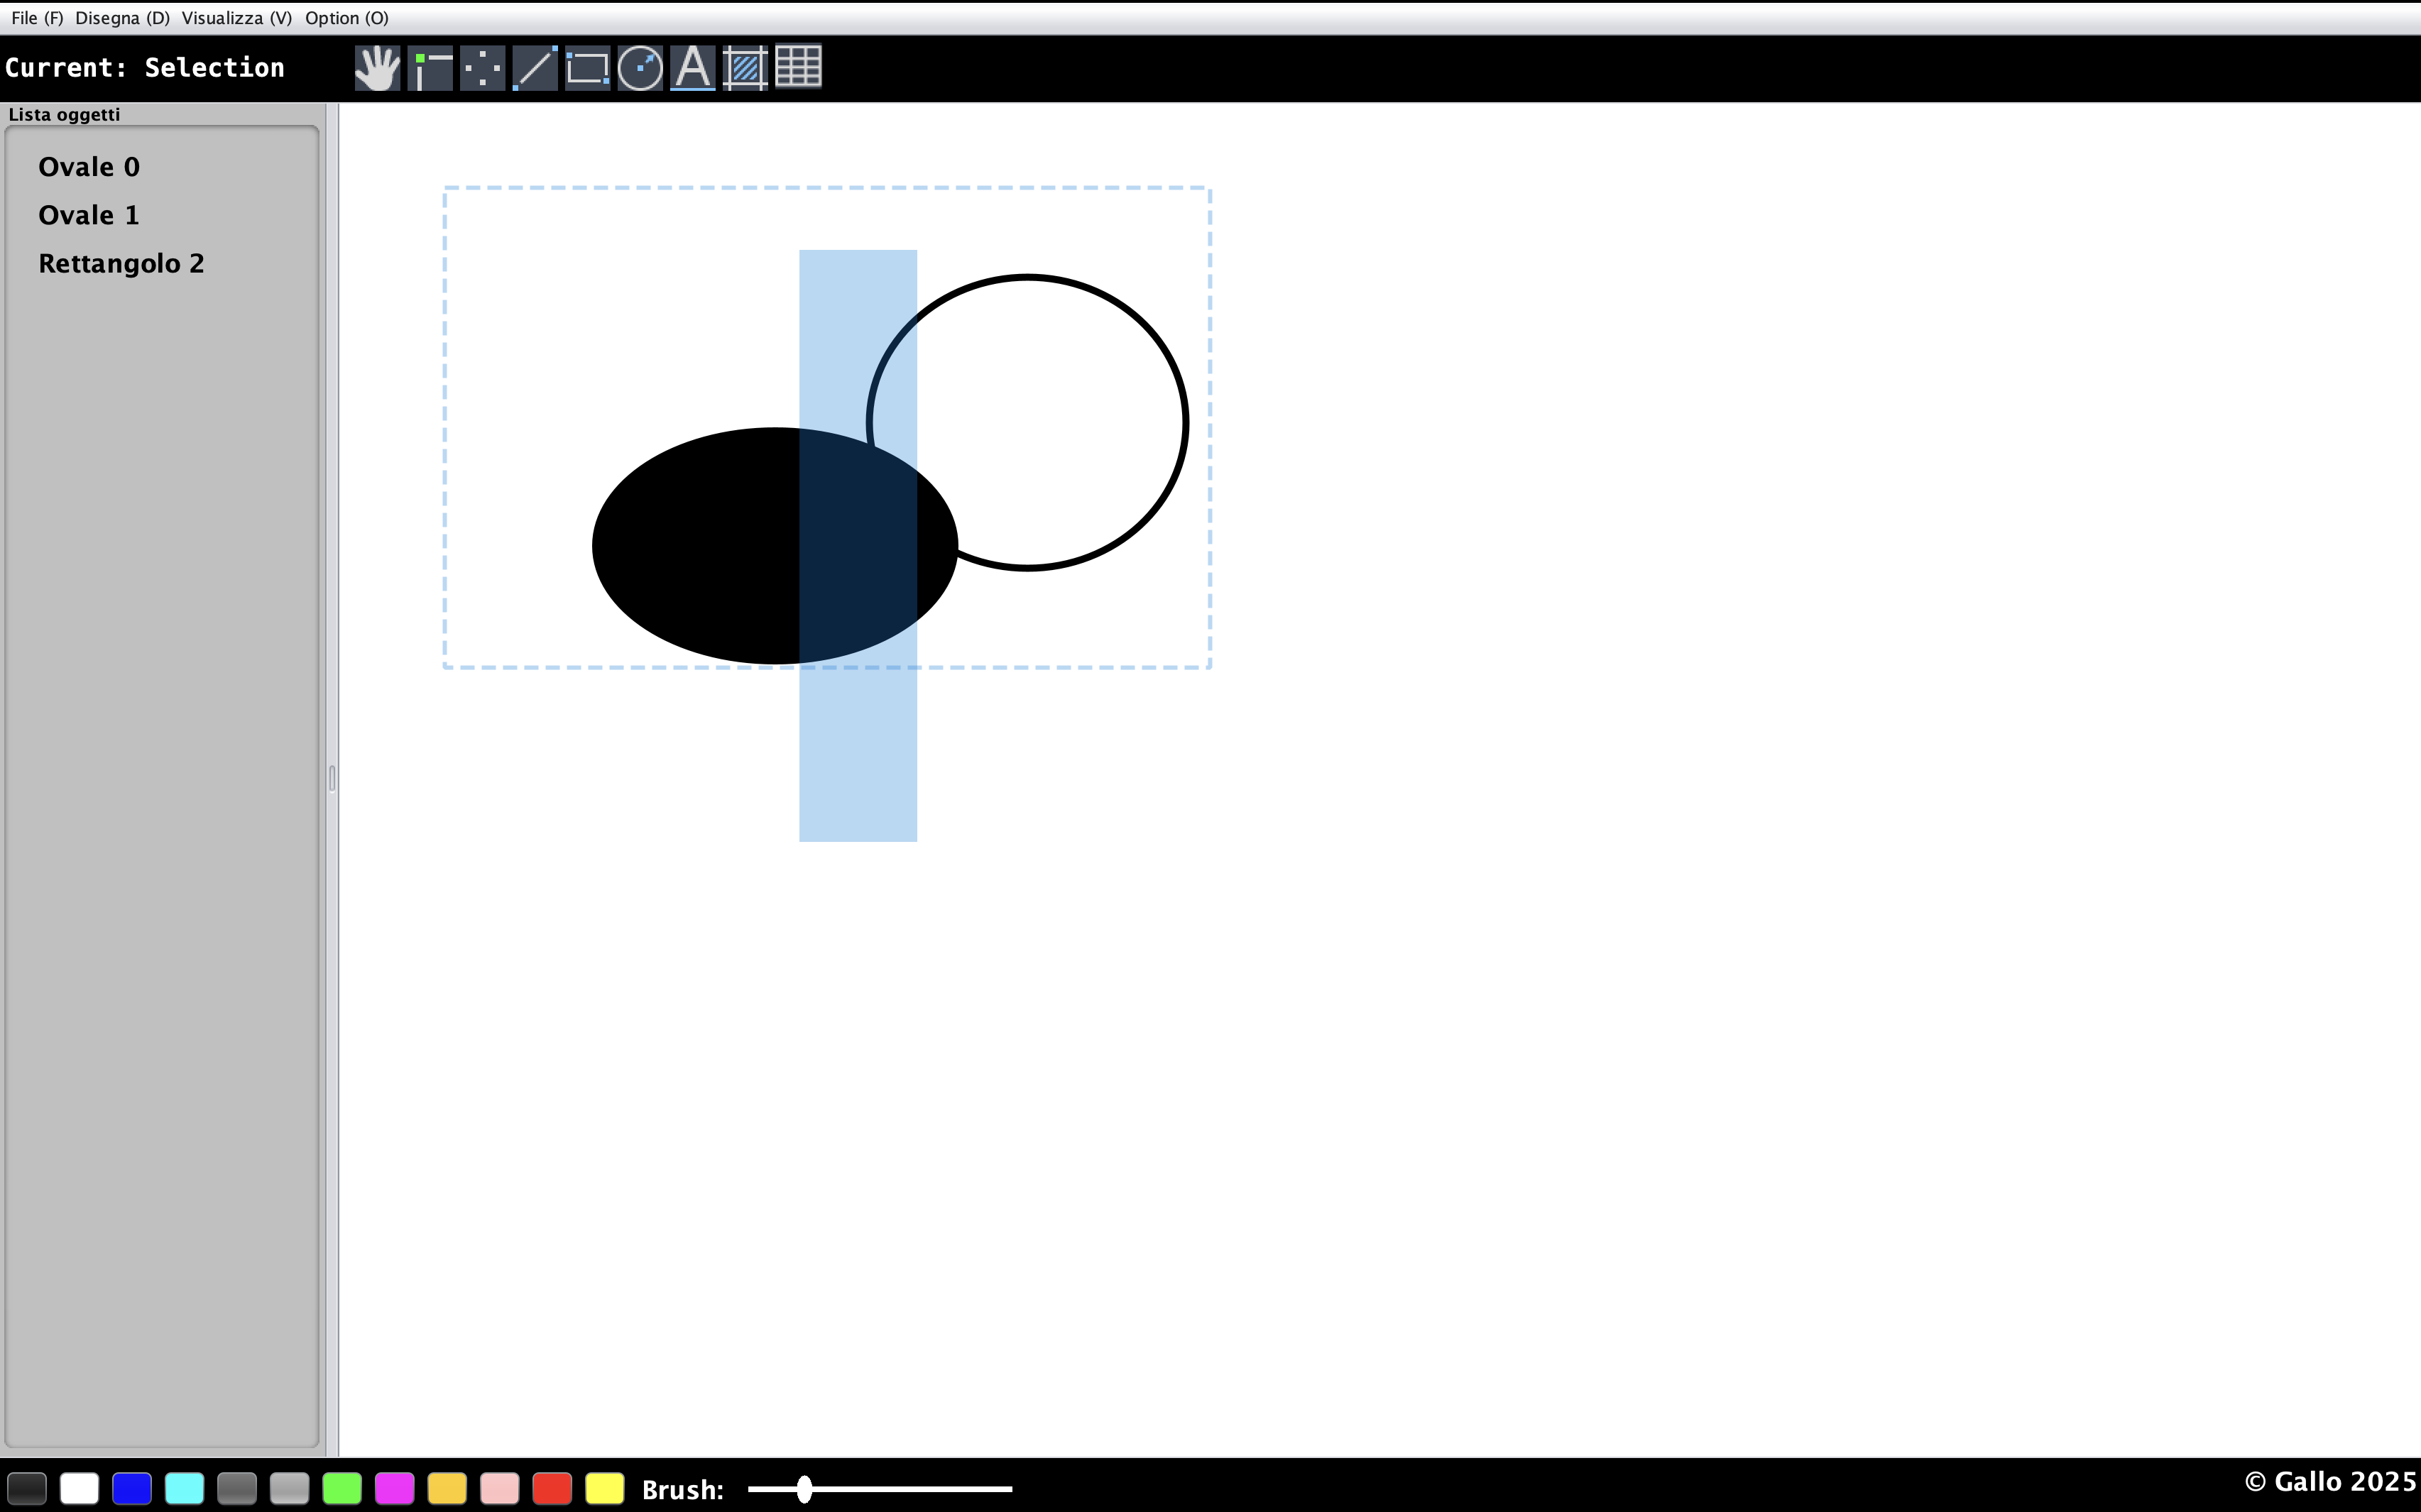 File (F) Disegna (D) Visualizza (V) Option (O)
Current: Selection
A
Lista oggetti
Ovale 0
Ovale 1
Rettangolo 2
Brush:
© Gallo 2025